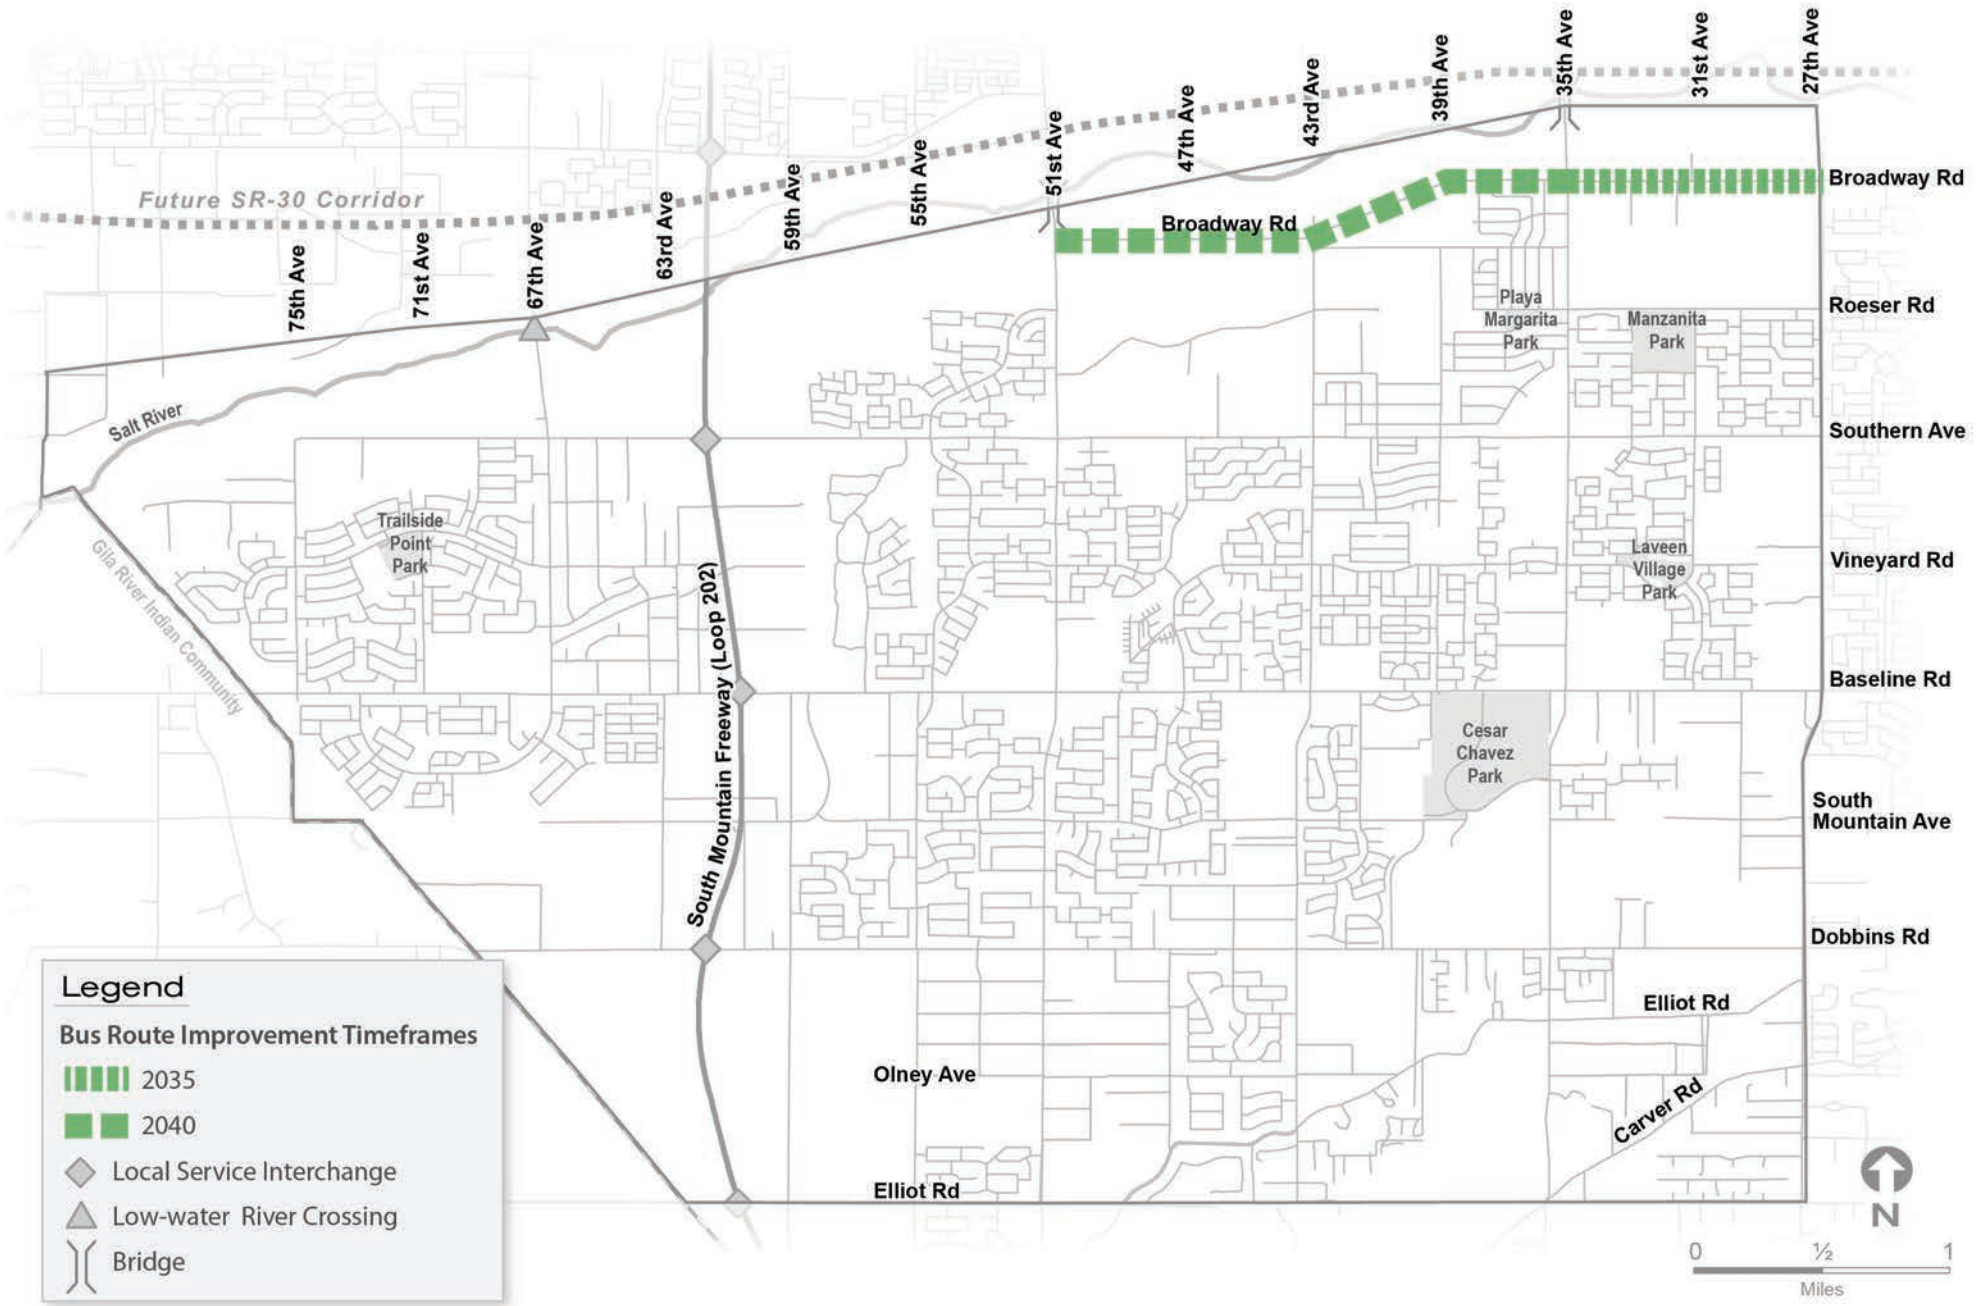 35th Ave
31st Ave
27th Ave
39th Ave
43rd Ave
47th Ave
51st Ave
55th Ave
59th Ave
63rd Ave
67th Ave
71st Ave
75th Ave
Future SR-30 Corridor
Broadway Rd
Broadway Rd
Roeser Rd
Playa
Margarita
Park
Manzanita
Park
Salt River
Southern Ave
Trailside
Point
Park
Laveen
Village
Park
Vineyard Rd
Gila River Indian Community
South Mountain Freeway (Loop 202)
Baseline Rd
Cesar
Chavez
Park
South
Mountain Ave
Dobbins Rd
Elliot Rd
Olney Ave
Carver Rd
Elliot Rd
Legend
Bus Route Improvement Timeframes
2035
2040
Local Service Interchange
Low-water River Crossing
Bridge
N
0 ½ 1
Miles